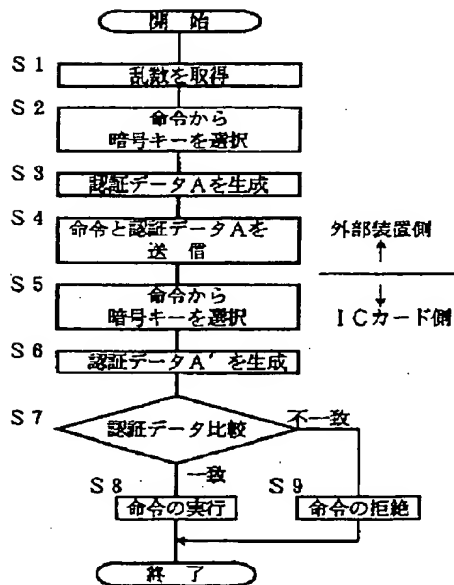 開始
S1
乱数を取得
S2
命令から
暗号キーを選択
S3
認証データAを生成
S4
命令と認証データAを
送信
外部装置側
S5
命令から
暗号キーを選択
ICカード側
S6
認証データA'を生成
S7
認証データ比較
不一致
一致
S8
命令の実行
S9
命令の拒絶
終了